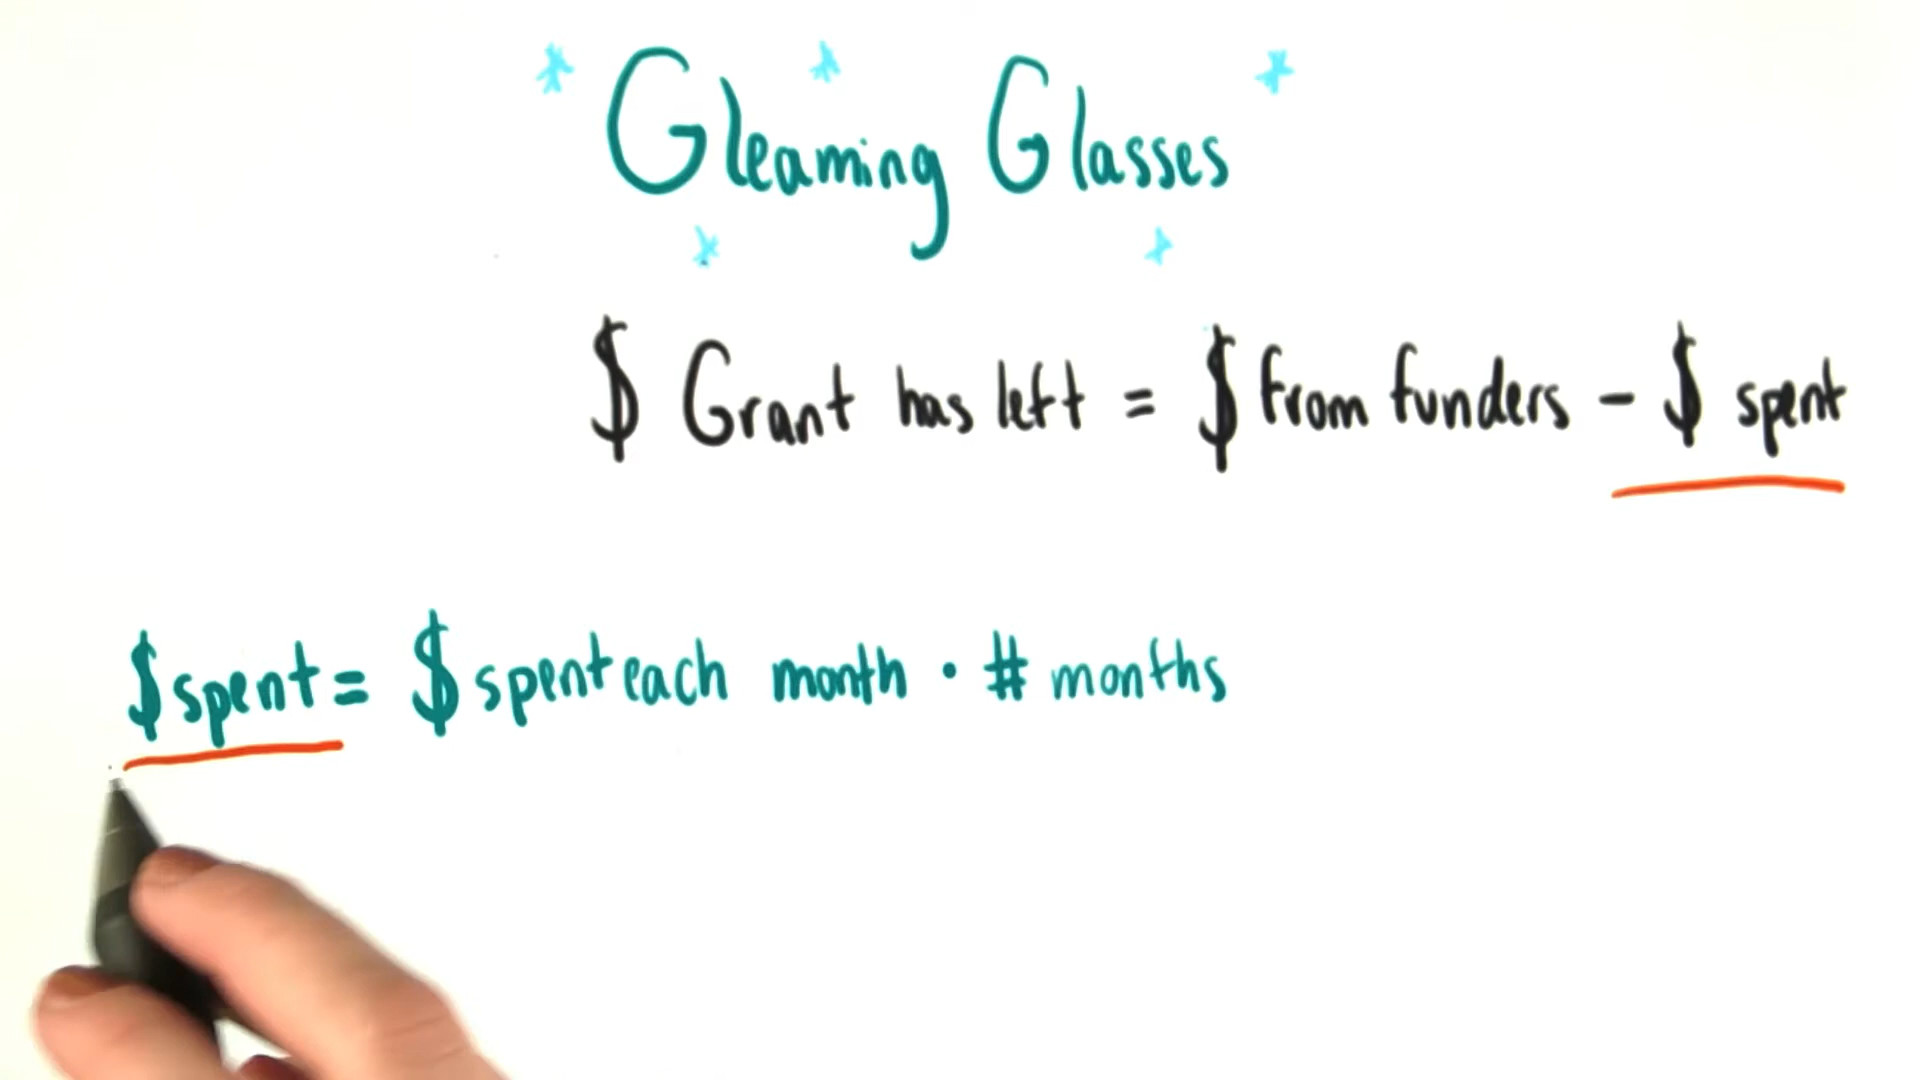 Gleaming Glasses
$ Grant has left = $ from funders - $ spent
$ spent = $ spent each month · # months